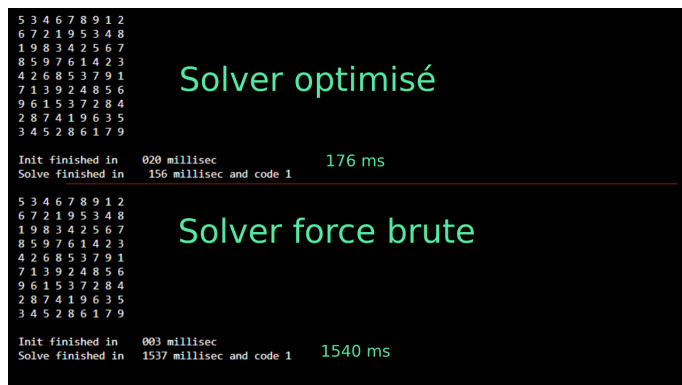 5 3 4 6 7 8 9 1 2
6 7 2 1 9 5 3 4 8
1 9 8 3 4 2 5 6 7
8 5 9 7 6 1 4 2 3
4 2 6 8 5 3 7 9 1
7 1 3 9 2 4 8 5 6
9 6 1 5 3 7 2 8 4
2 8 7 4 1 9 6 3 5
3 4 5 2 8 6 1 7 9
Solver optimisé
Init finished in 020 millisec
Solve finished in 156 millisec and code 1
176 ms
5 3 4 6 7 8 9 1 2
6 7 2 1 9 5 3 4 8
1 9 8 3 4 2 5 6 7
8 5 9 7 6 1 4 2 3
4 2 6 8 5 3 7 9 1
7 1 3 9 2 4 8 5 6
9 6 1 5 3 7 2 8 4
2 8 7 4 1 9 6 3 5
3 4 5 2 8 6 1 7 9
Solver force brute
Init finished in 003 millisec
Solve finished in 1537 millisec and code 1
1540 ms